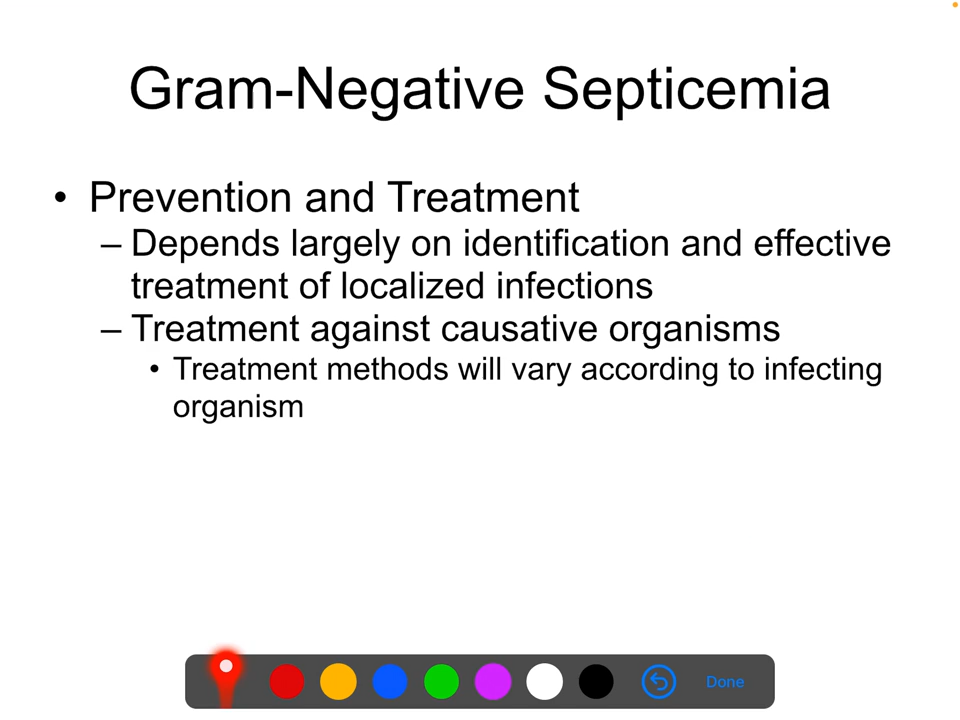 Gram-Negative Septicemia
• Prevention and Treatment
– Depends largely on identification and effective
treatment of localized infections
– Treatment against causative organisms
• Treatment methods will vary according to infecting
organism
Done